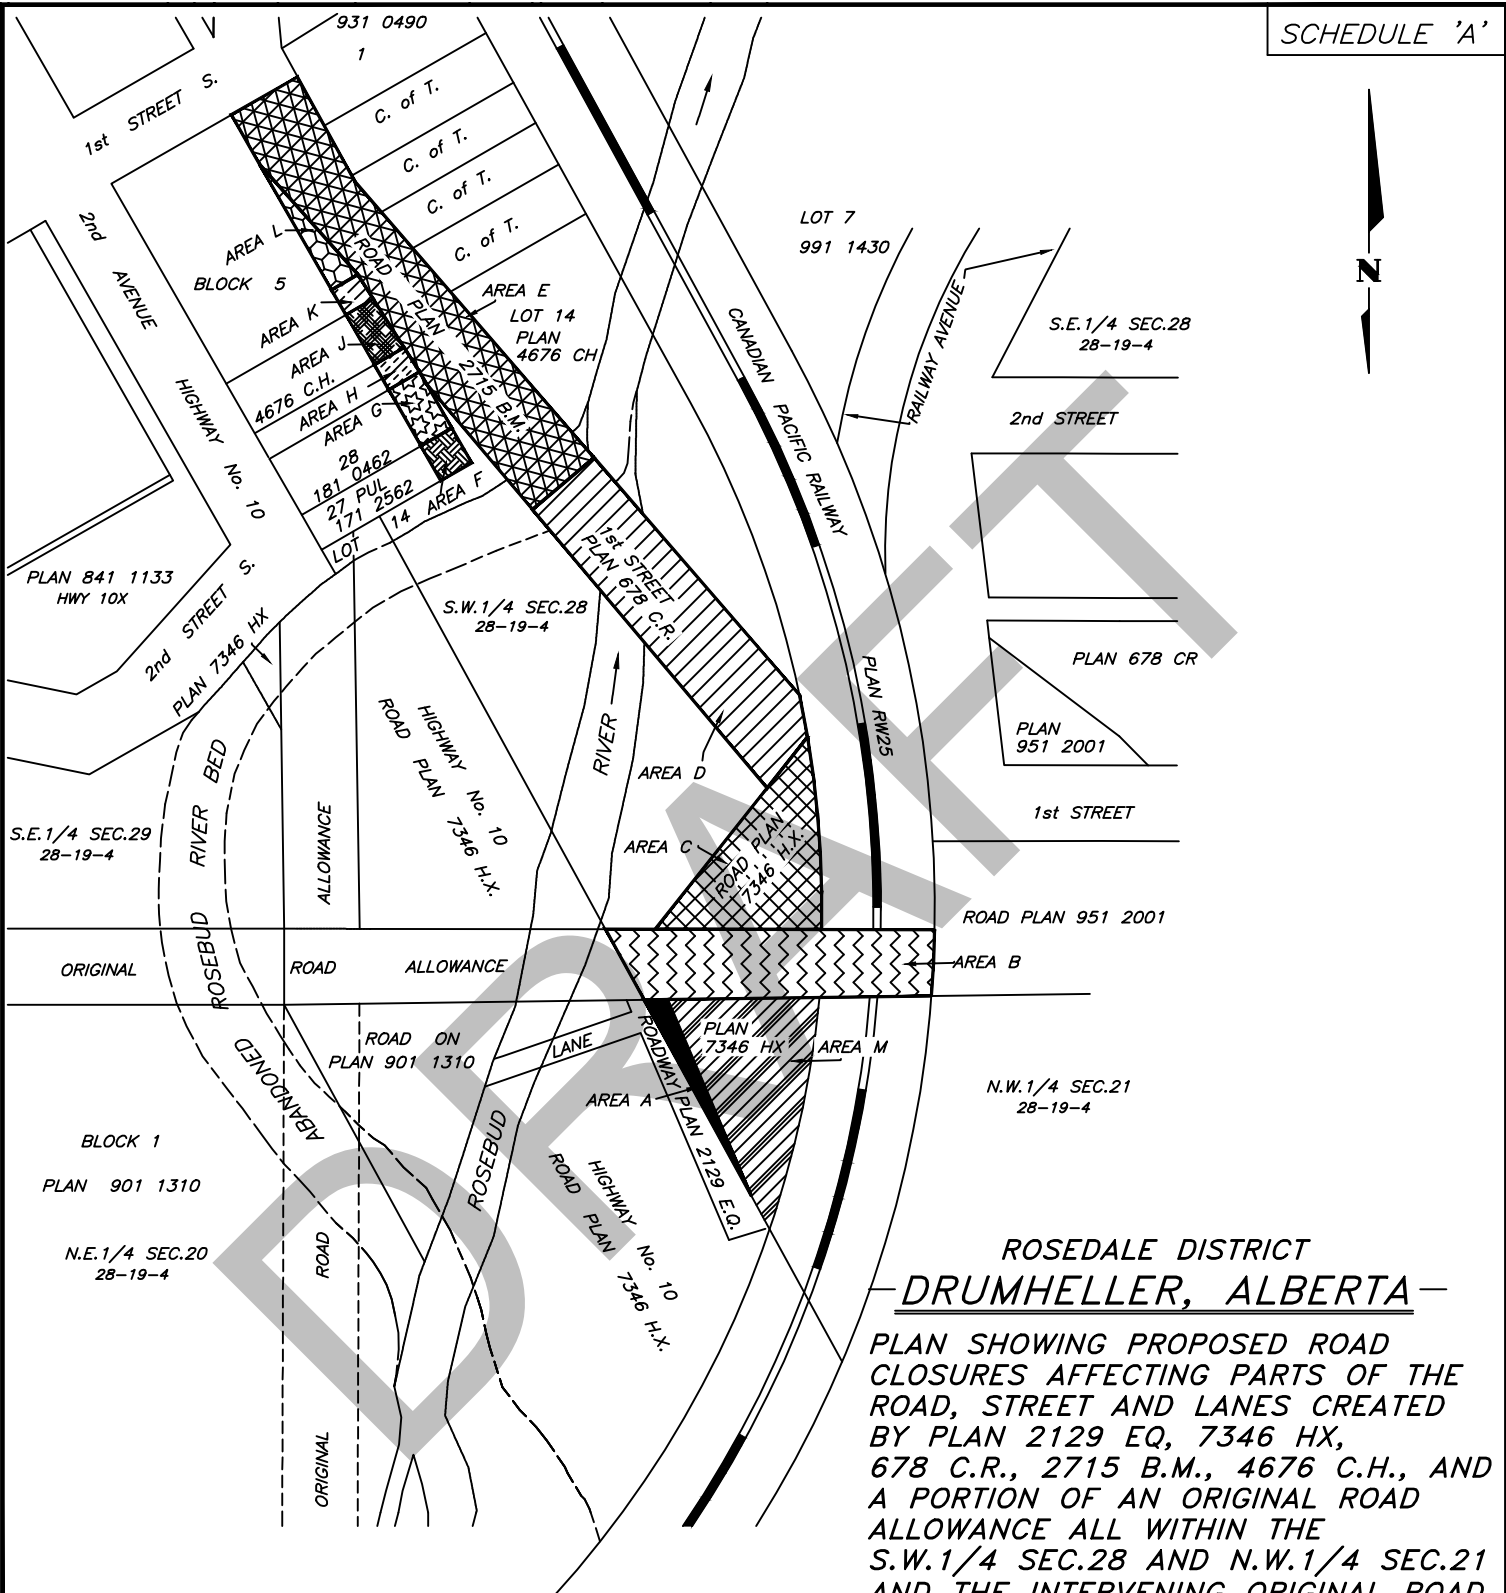 SCHEDULE 'A'
931 0490
1
C. of T.
C. of T.
C. of T.
C. of T.
1st STREET S.
2nd AVENUE
HIGHWAY No. 10
AREA L
BLOCK 5
AREA K
AREA J
4676 C.H.
AREA H
AREA G
28
181 0462
27 PUL
171 2562
LOT 14
AREA F
ROAD PLAN 2715 B.M.
AREA E
LOT 14
PLAN
4676 CH
LOT 7
991 1430
CANADIAN PACIFIC RAILWAY
RAILWAY AVENUE
N
S.E.1/4 SEC.28
28-19-4
2nd STREET
PLAN 841 1133
HWY 10X
2nd STREET S.
PLAN 7346 HX
S.W.1/4 SEC.28
28-19-4
1st STREET
PLAN 678 C.R.
PLAN 678 CR
PLAN RW25
PLAN
951 2001
1st STREET
HIGHWAY No. 10
ROAD PLAN 7346 H.X.
RIVER
AREA D
AREA C
ROAD PLAN
7346 H.X.
S.E.1/4 SEC.29
28-19-4
ROSEBUD RIVER BED
ALLOWANCE
ROAD PLAN 951 2001
ORIGINAL ROAD ALLOWANCE
AREA B
ABANDONED
ROAD ON
PLAN 901 1310
LANE
ROADWAY PLAN 2129 E.Q.
PLAN
7346 HX
AREA M
AREA A
N.W.1/4 SEC.21
28-19-4
BLOCK 1
PLAN 901 1310
N.E.1/4 SEC.20
28-19-4
ROSEBUD
HIGHWAY No. 10
ROAD PLAN 7346 H.X.
ROAD
ORIGINAL
DRAFT
ROSEDALE DISTRICT
DRUMHELLER, ALBERTA
PLAN SHOWING PROPOSED ROAD
CLOSURES AFFECTING PARTS OF THE
ROAD, STREET AND LANES CREATED
BY PLAN 2129 EQ, 7346 HX,
678 C.R., 2715 B.M., 4676 C.H., AND
A PORTION OF AN ORIGINAL ROAD
ALLOWANCE ALL WITHIN THE
S.W.1/4 SEC.28 AND N.W.1/4 SEC.21
AND THE INTERVENING ORIGINAL ROAD